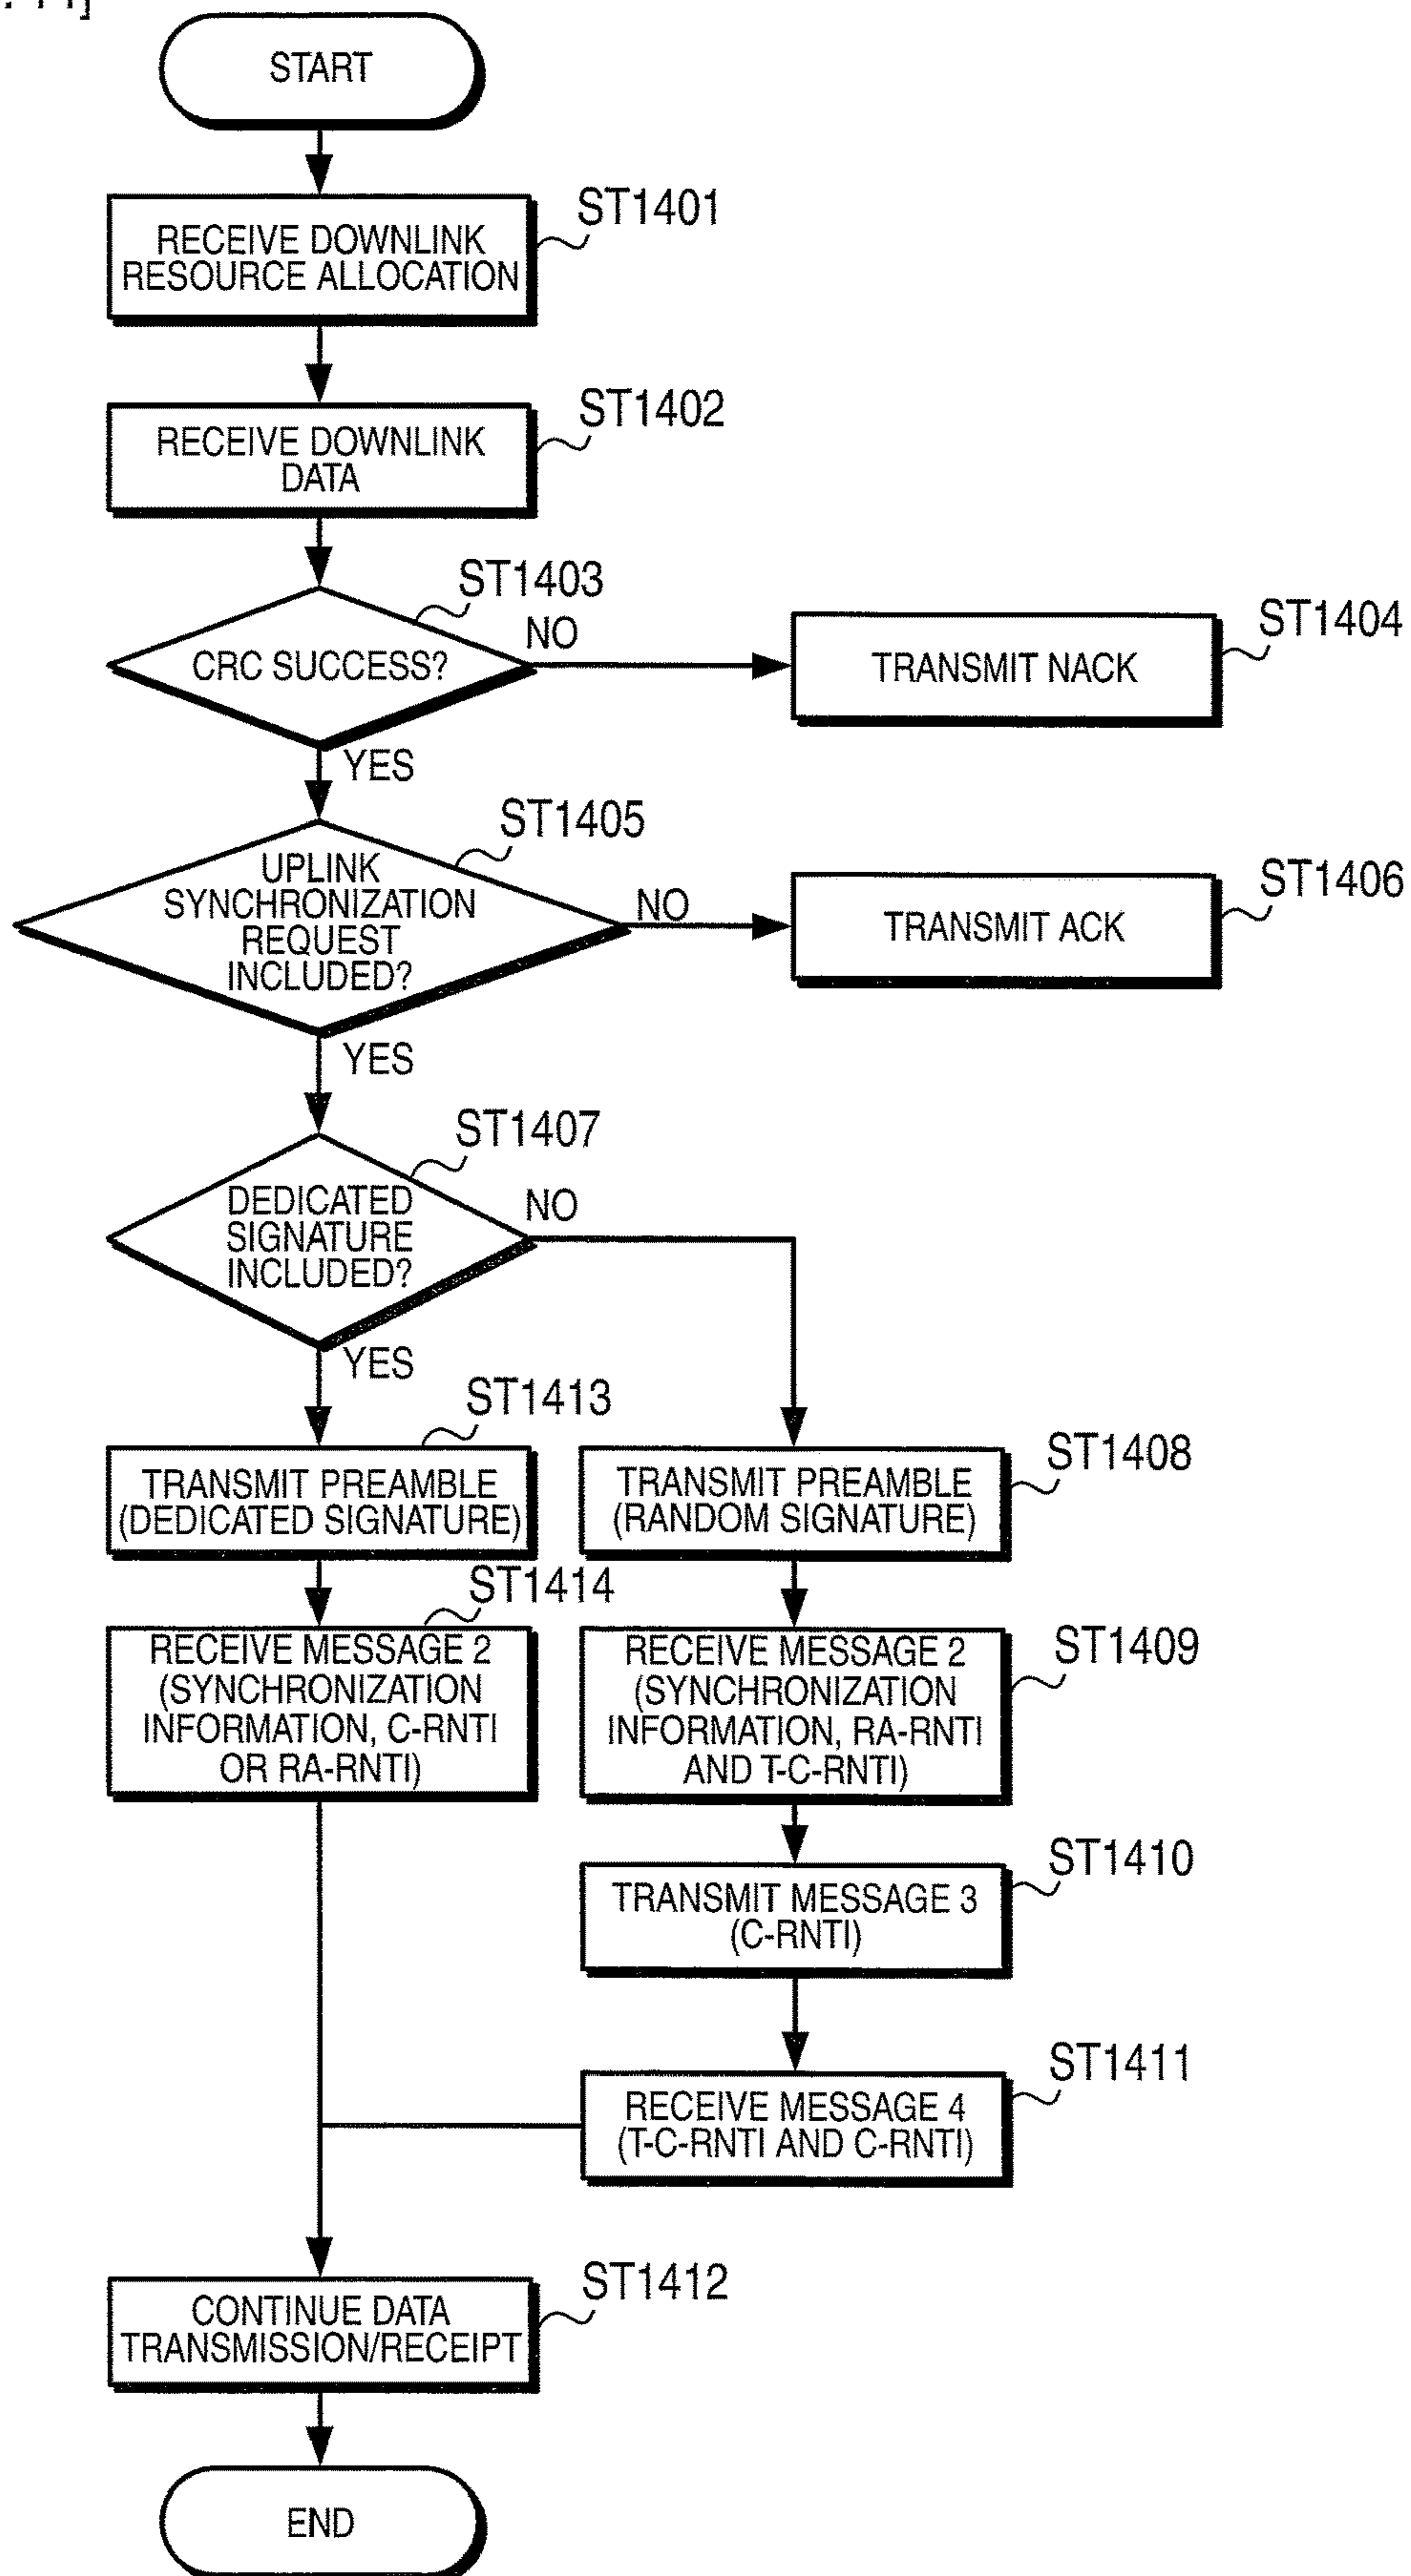 START
ST1401
RECEIVE DOWNLINK
RESOURCE ALLOCATION
ST1402
RECEIVE DOWNLINK
DATA
ST1403
CRC SUCCESS?
NO
ST1404
TRANSMIT NACK
YES
ST1405
UPLINK
SYNCHRONIZATION
REQUEST
INCLUDED?
NO
ST1406
TRANSMIT ACK
YES
ST1407
DEDICATED
SIGNATURE
INCLUDED?
NO
YES
ST1413
TRANSMIT PREAMBLE
(DEDICATED SIGNATURE)
ST1408
TRANSMIT PREAMBLE
(RANDOM SIGNATURE)
ST1414
RECEIVE MESSAGE 2
(SYNCHRONIZATION
INFORMATION, C-RNTI
OR RA-RNTI)
ST1409
RECEIVE MESSAGE 2
(SYNCHRONIZATION
INFORMATION, RA-RNTI
AND T-C-RNTI)
ST1410
TRANSMIT MESSAGE 3
(C-RNTI)
ST1411
RECEIVE MESSAGE 4
(T-C-RNTI AND C-RNTI)
ST1412
CONTINUE DATA
TRANSMISSION/RECEIPT
END